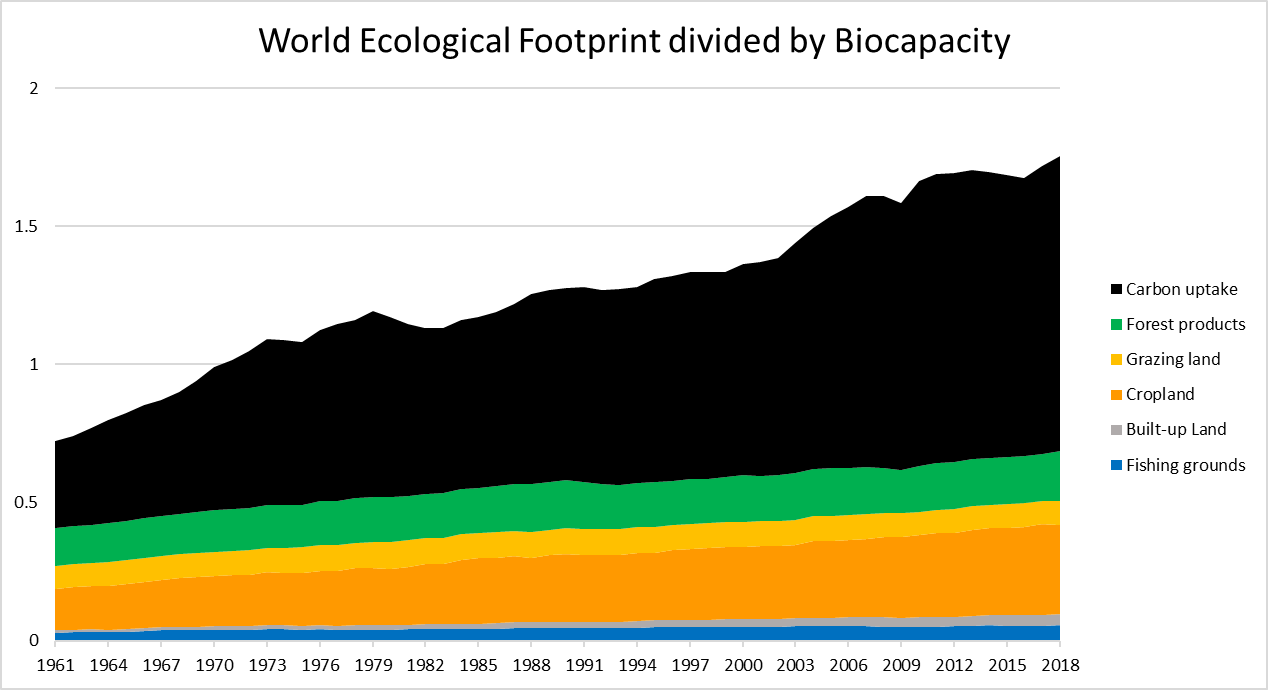 World Ecological Footprint divided by Biocapacity
2
1.5
1
0.5
0
1961 1964 1967 1970 1973 1976 1979 1982 1985 1988 1991 1994 1997 2000 2003 2006 2009 2012 2015 2018
Carbon uptake
Forest products
Grazing land
Cropland
Built-up Land
Fishing grounds